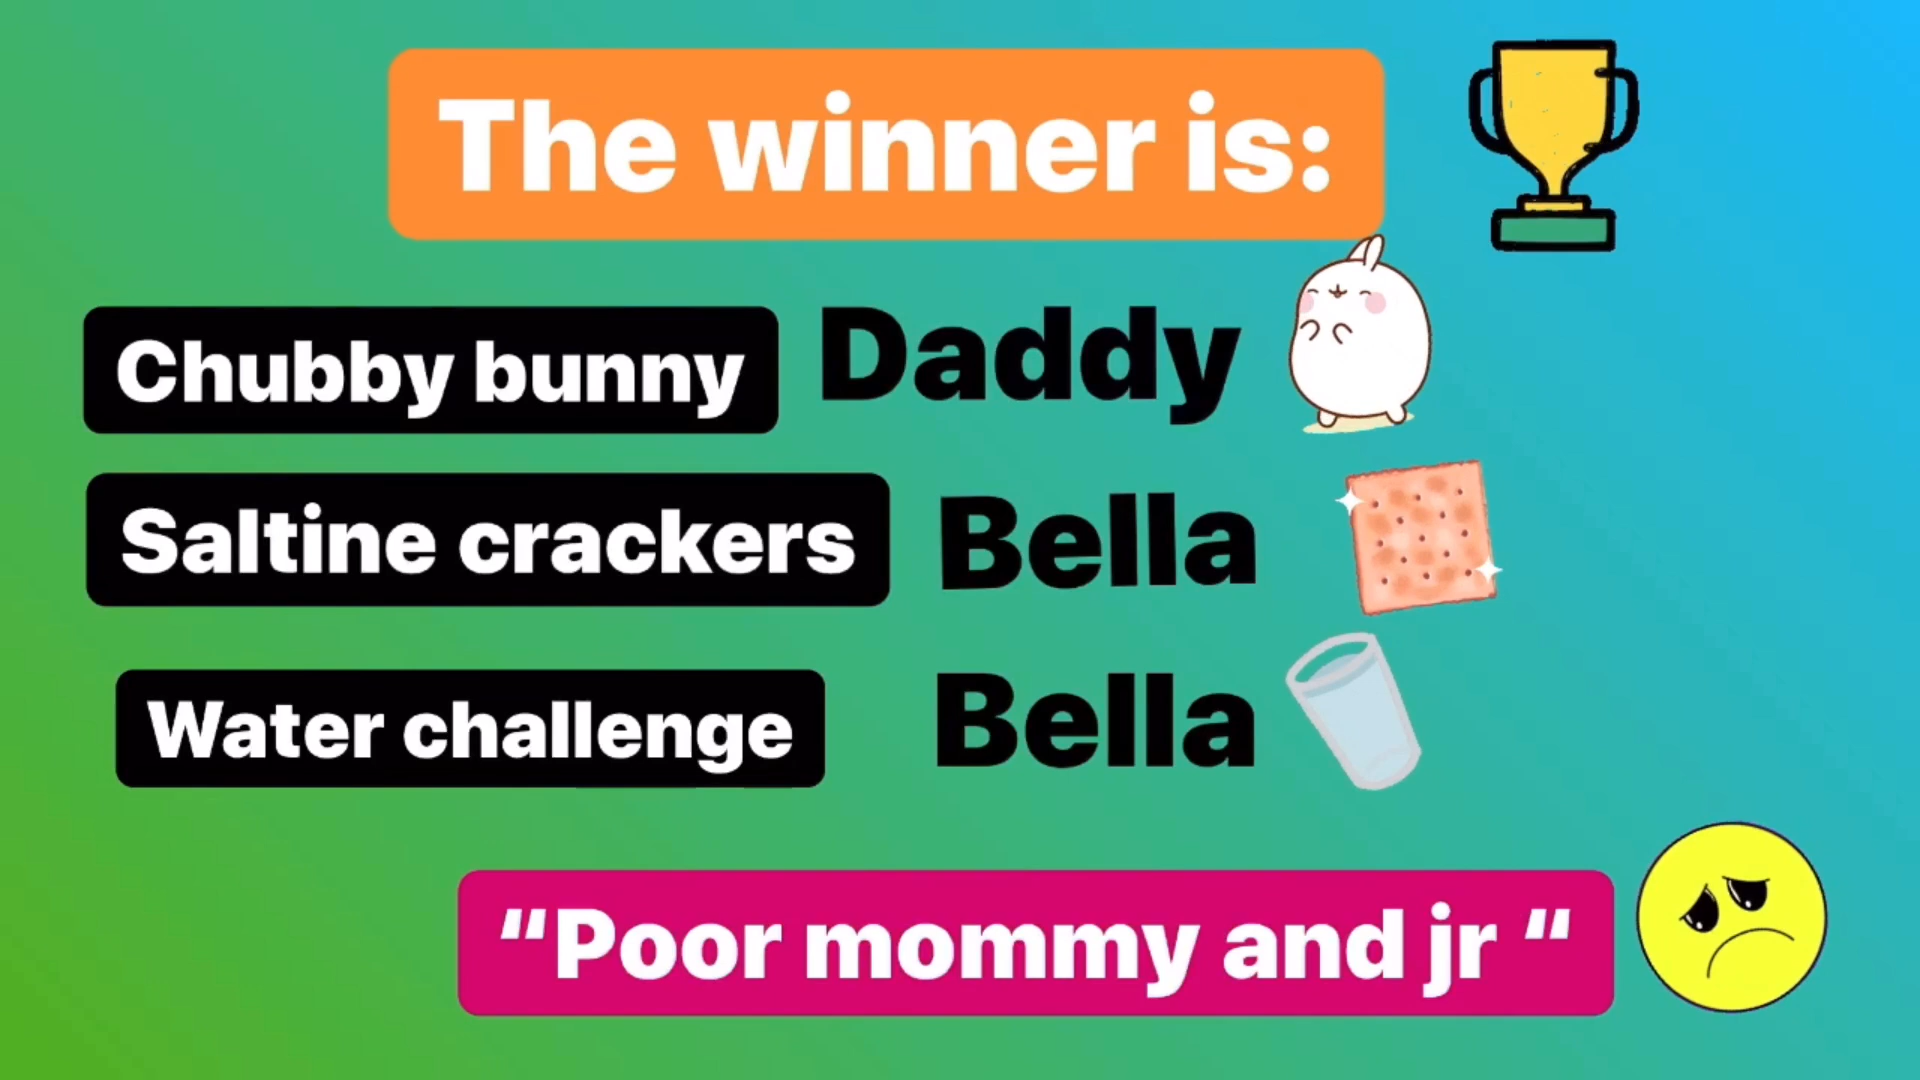 The winner is:
Chubby bunny Daddy
Saltine crackers Bella
Water challenge Bella
“Poor mommy and jr “